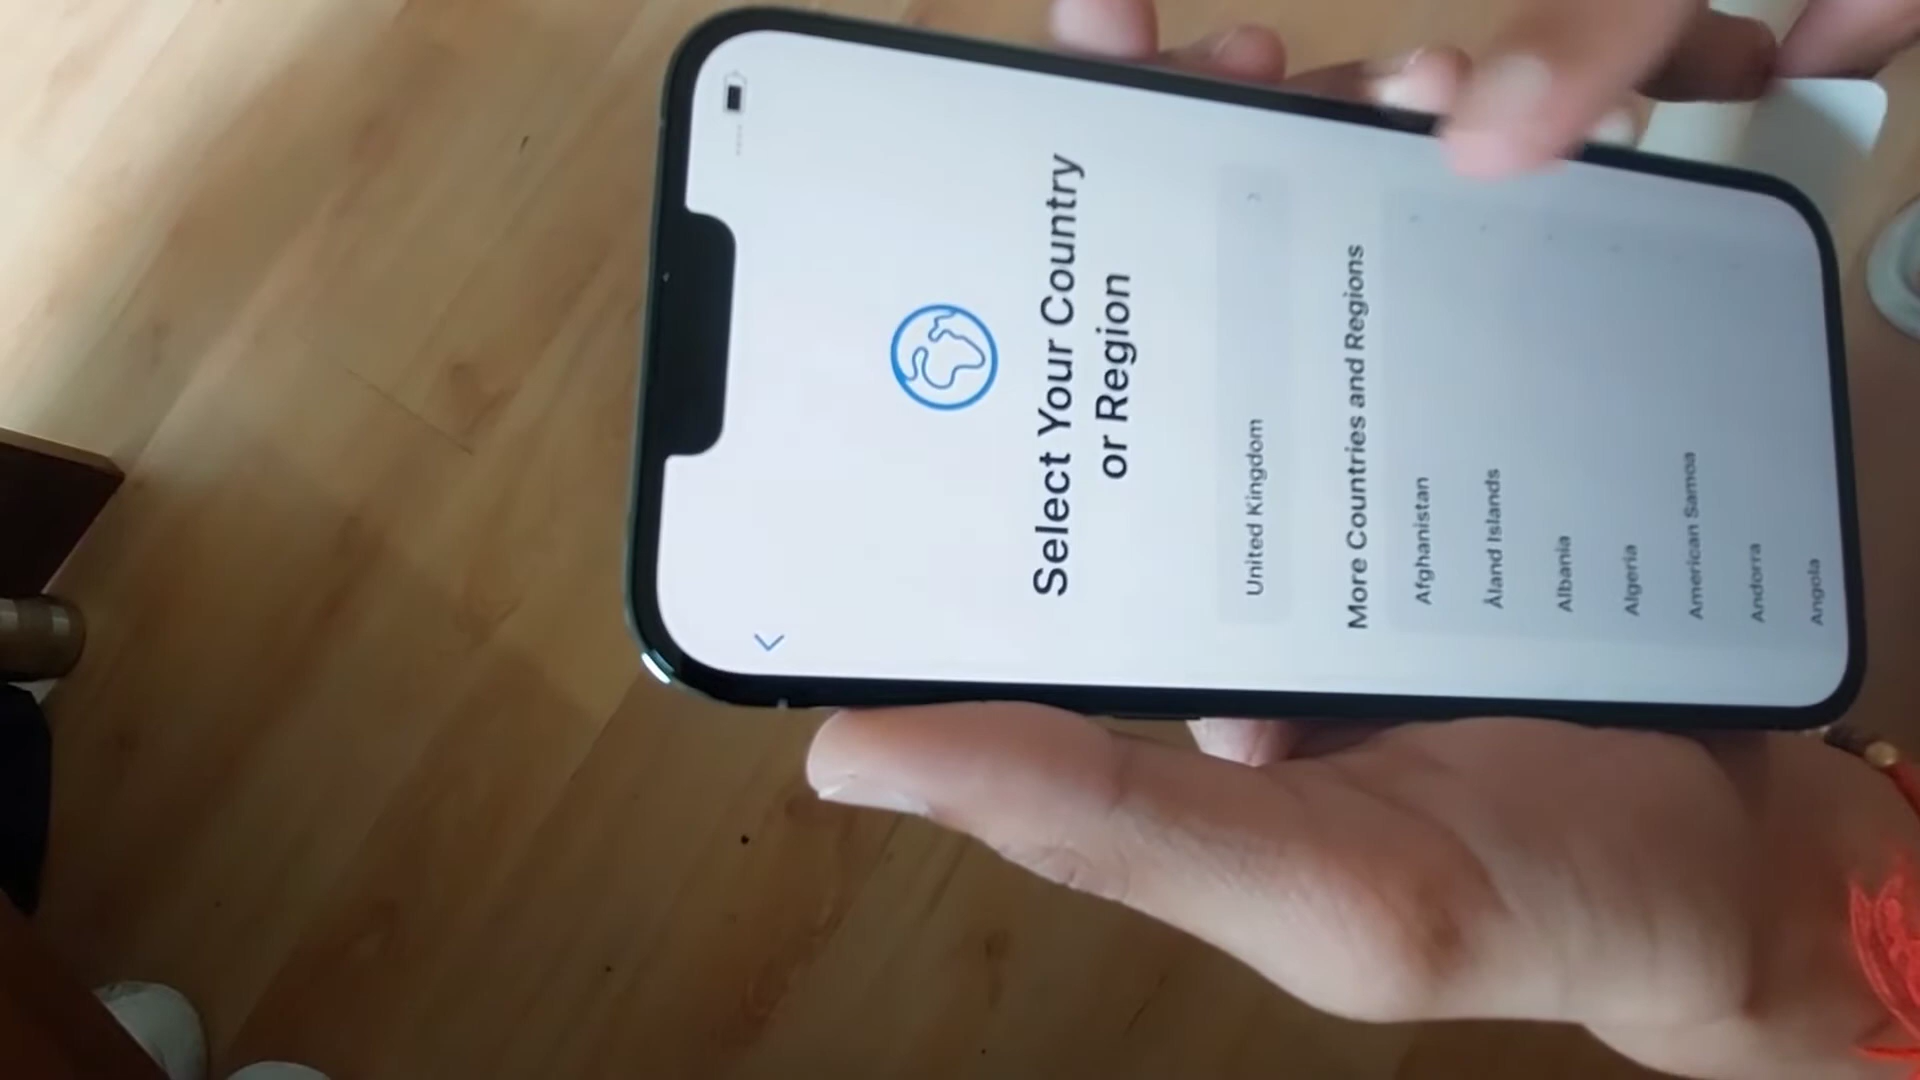 Select Your Country
or Region
United Kingdom
More Countries and Regions
Afghanistan
Åland Islands
Albania
Algeria
American Samoa
Andorra
Angola